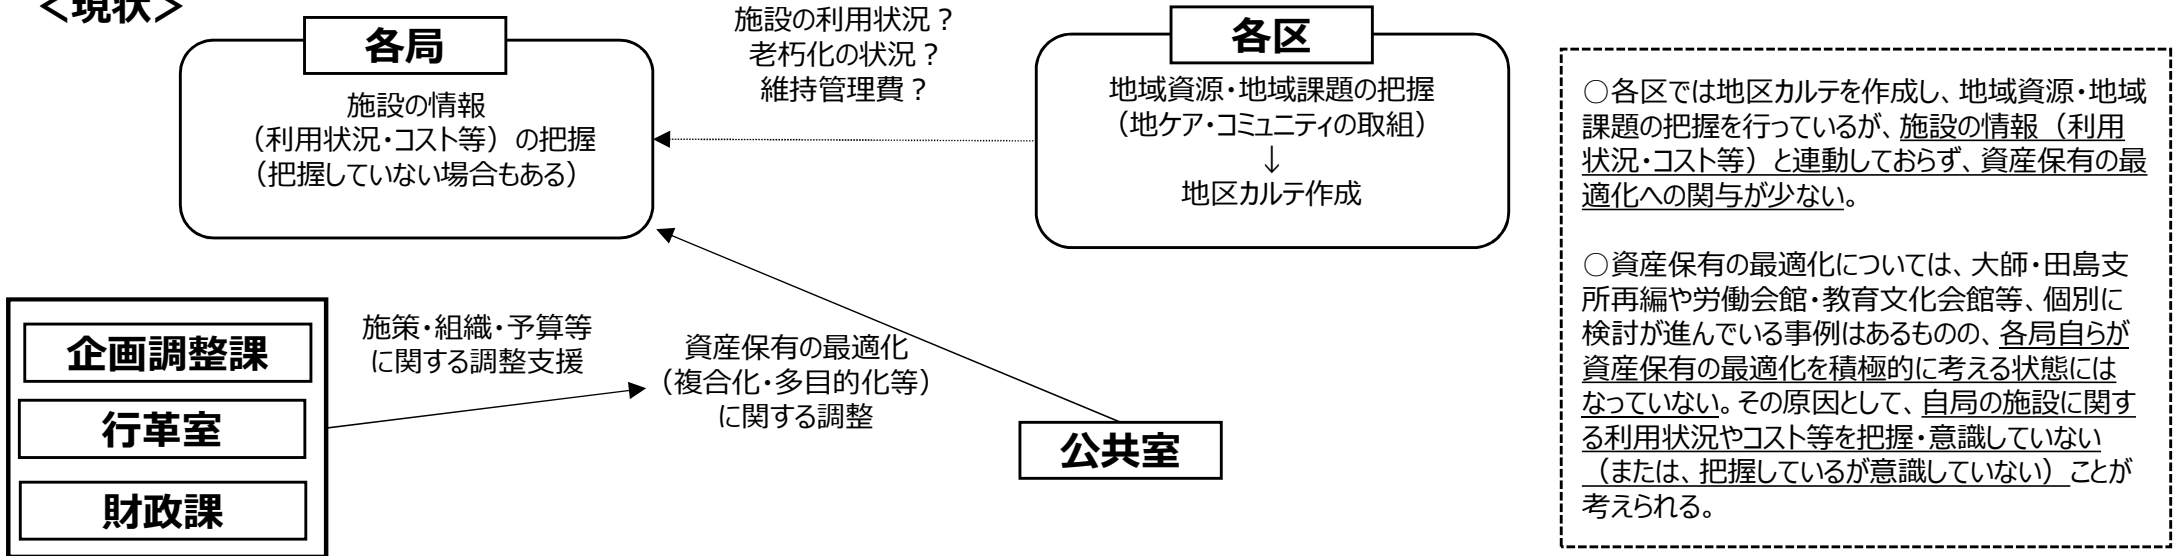 ＜現状＞
各局
施設の情報
（利用状況・コスト等）の把握
（把握していない場合もある）
施設の利用状況？
老朽化の状況？
維持管理費？
各区
地域資源・地域課題の把握
（地ケア・コミュニティの取組）
↓
地区カルテ作成
企画調整課
行革室
財政課
施策・組織・予算等
に関する調整支援
資産保有の最適化
（複合化・多目的化等）
に関する調整
公共室
○各区では地区カルテを作成し、地域資源・地域
課題の把握を行っているが、施設の情報（利用
状況・コスト等）と連動しておらず、資産保有の最
適化への関与が少ない。
○資産保有の最適化については、大師・田島支
所再編や労働会館・教育文化会館等、個別に
検討が進んでいる事例はあるものの、各局自らが
資産保有の最適化を積極的に考える状態には
なっていない。その原因として、自局の施設に関す
る利用状況やコスト等を把握・意識していない
（または、把握しているが意識していない）ことが
考えられる。